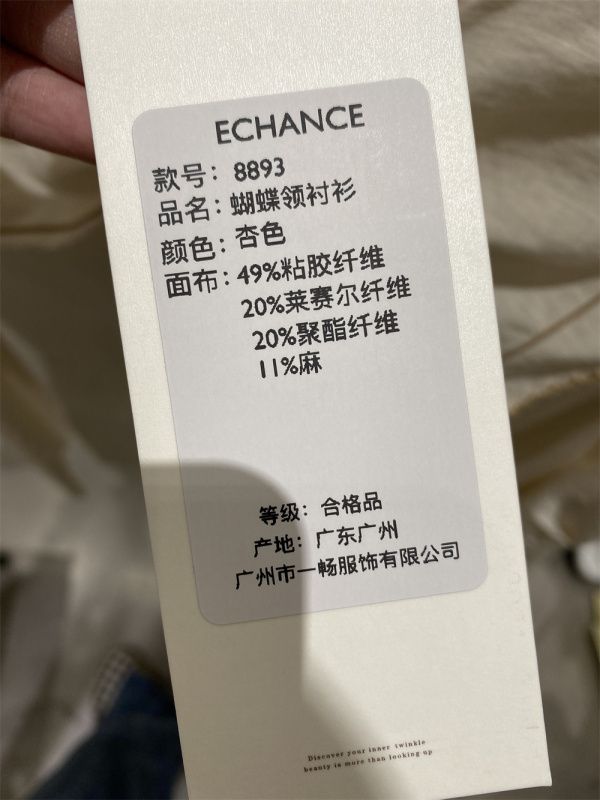 ECHANCE
款号：8893
品名：蝴蝶领衬衫
颜色：杏色
面布：49%粘胶纤维
20%莱赛尔纤维
20%聚酯纤维
11%麻
等级：合格品
产地：广东广州
广州市一畅服饰有限公司
Discover your inner twinkle
beauty is more than looking up